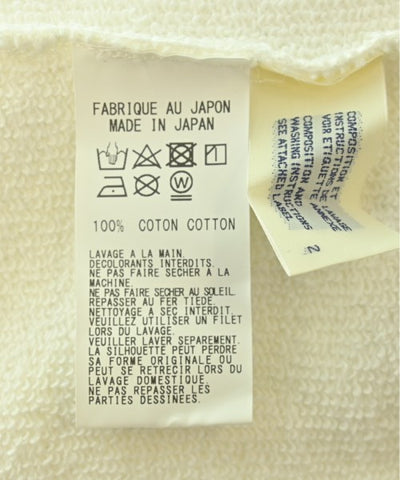 FABRIQUE AU JAPON
MADE IN JAPAN
100% COTON COTTON
LAVAGE A LA MAIN
DECOLORANTS INTERDITS.
NE PAS FAIRE SECHER A LA
MACHINE.
NE PAS FAIRE SECHER AU SOLEIL.
REPASSER AU FER TIEDE.
NETTOYAGE A SEC INTERDIT.
VEUILLEZ UTILISER UN FILET
LORS DU LAVAGE.
VEUILLER LAVER SEPAREMENT.
LA SILHOUETTE PEUT PERDRE
SA FORME ORIGINALE OU
PEUT SE RETRECIR LORS DU
LAVAGE DOMESTIQUE.
NE PAS REPASSER LES
PARTIES DESSINEES.
COMPOSITION ET
INSTRUCTIONS DE LAVAGE
VOIR ETIQUETTE ANNEXE
COMPOSITION AND
WASHING INSTRUCTIONS
SEE ATTACHED
LABEL
2